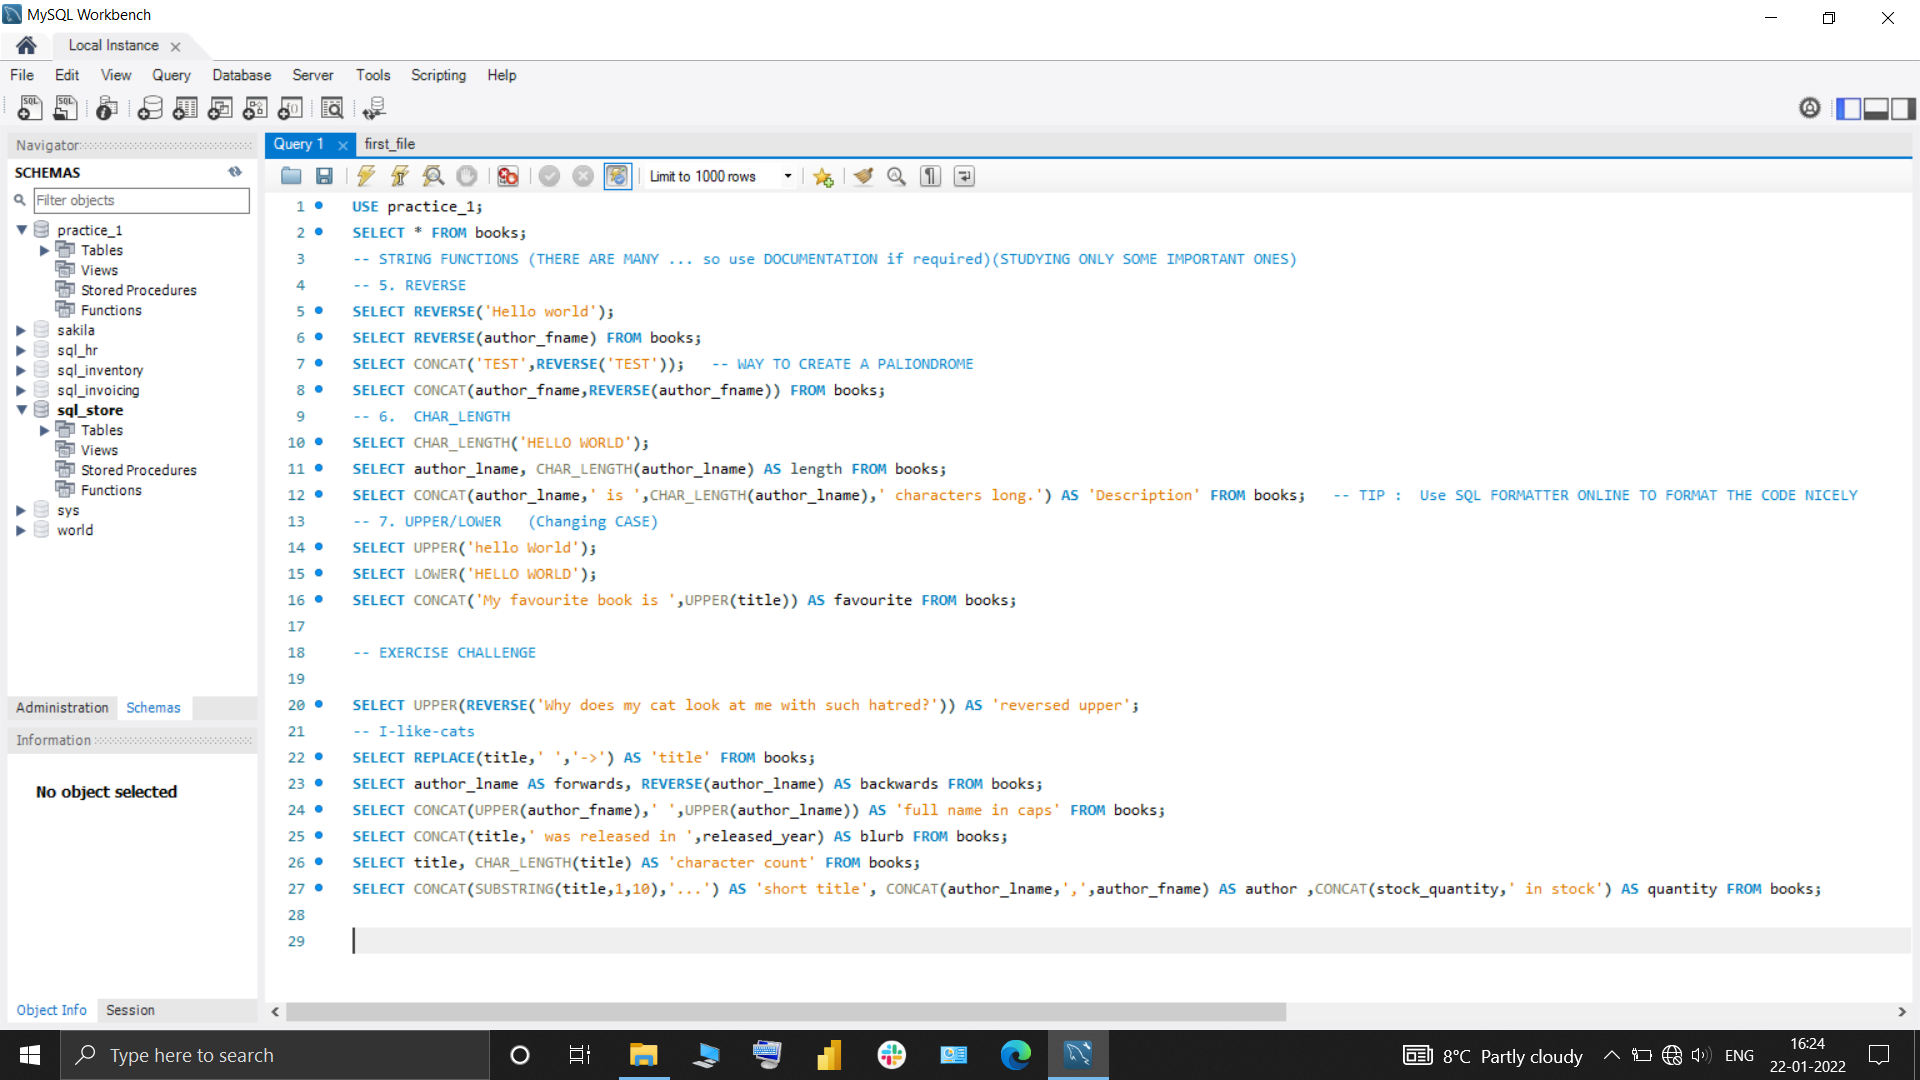 MySQL Workbench
Local Instance
File Edit View Query Database Server Tools Scripting Help
Navigator
SCHEMAS
Filter objects
practice_1
Tables
Views
Stored Procedures
Functions
sakila
sql_hr
sql_inventory
sql_invoicing
sql_store
Tables
Views
Stored Procedures
Functions
sys
world
Administration Schemas
Information
No object selected
Object Info Session
Query 1 first_file
Limit to 1000 rows
1 USE practice_1;
2 SELECT * FROM books;
3 -- STRING FUNCTIONS (THERE ARE MANY ... so use DOCUMENTATION if required)(STUDYING ONLY SOME IMPORTANT ONES)
4 -- 5. REVERSE
5 SELECT REVERSE('Hello world');
6 SELECT REVERSE(author_fname) FROM books;
7 SELECT CONCAT('TEST',REVERSE('TEST')); -- WAY TO CREATE A PALIONDROME
8 SELECT CONCAT(author_fname,REVERSE(author_fname)) FROM books;
9 -- 6. CHAR_LENGTH
10 SELECT CHAR_LENGTH('HELLO WORLD');
11 SELECT author_lname, CHAR_LENGTH(author_lname) AS length FROM books;
12 SELECT CONCAT(author_lname,' is ',CHAR_LENGTH(author_lname),' characters long.') AS 'Description' FROM books; -- TIP : Use SQL FORMATTER ONLINE TO FORMAT THE CODE NICELY
13 -- 7. UPPER/LOWER (Changing CASE)
14 SELECT UPPER('hello World');
15 SELECT LOWER('HELLO WORLD');
16 SELECT CONCAT('My favourite book is ',UPPER(title)) AS favourite FROM books;
17
18 -- EXERCISE CHALLENGE
19
20 SELECT UPPER(REVERSE('Why does my cat look at me with such hatred?')) AS 'reversed upper';
21 -- I-like-cats
22 SELECT REPLACE(title,' ','->') AS 'title' FROM books;
23 SELECT author_lname AS forwards, REVERSE(author_lname) AS backwards FROM books;
24 SELECT CONCAT(UPPER(author_fname),' ',UPPER(author_lname)) AS 'full name in caps' FROM books;
25 SELECT CONCAT(title,' was released in ',released_year) AS blurb FROM books;
26 SELECT title, CHAR_LENGTH(title) AS 'character count' FROM books;
27 SELECT CONCAT(SUBSTRING(title,1,10),'...') AS 'short title', CONCAT(author_lname,',',author_fname) AS author ,CONCAT(stock_quantity,' in stock') AS quantity FROM books;
28
29
Type here to search
8°C Partly cloudy
ENG
16:24
22-01-2022